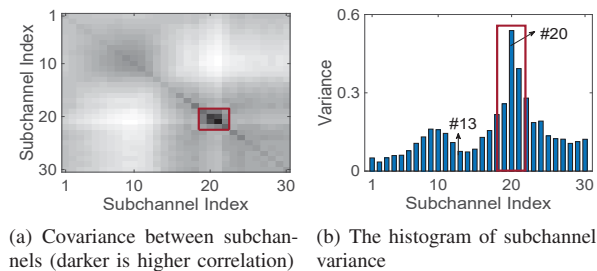 1
10
20
30
Subchannel Index
1
10
20
30
Subchannel Index
0.6
0.3
0
Variance
#20
#13
1
10
20
30
Subchannel Index
(a) Covariance between subchan-
nels (darker is higher correlation)
(b) The histogram of subchannel
variance